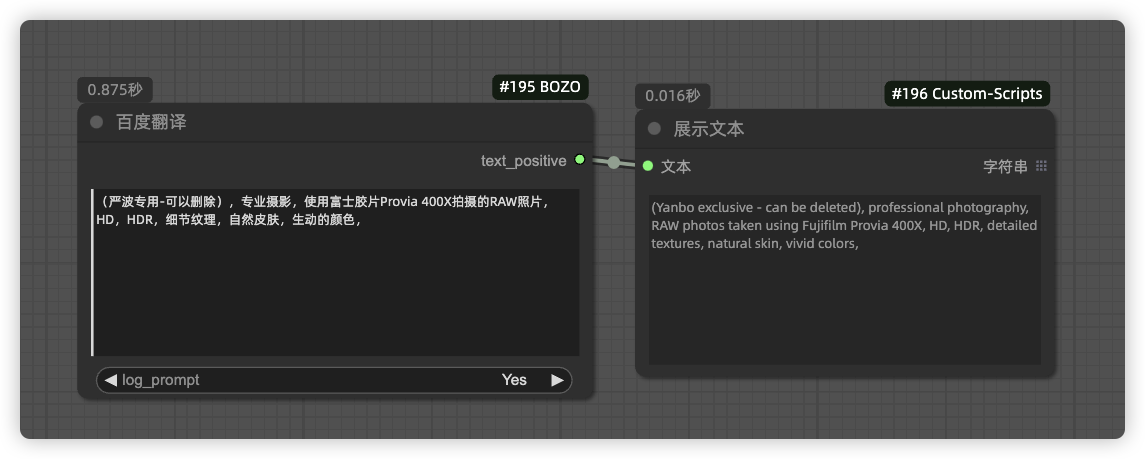 0.875秒
#195 BOZO
百度翻译
text_positive
（严波专用-可以删除），专业摄影，使用富士胶片Provia 400X拍摄的RAW照片，
HD，HDR，细节纹理，自然皮肤，生动的颜色，
log_prompt Yes
0.016秒
#196 Custom-Scripts
展示文本
文本 字符串
(Yanbo exclusive - can be deleted), professional photography,
RAW photos taken using Fujifilm Provia 400X, HD, HDR, detailed
textures, natural skin, vivid colors,